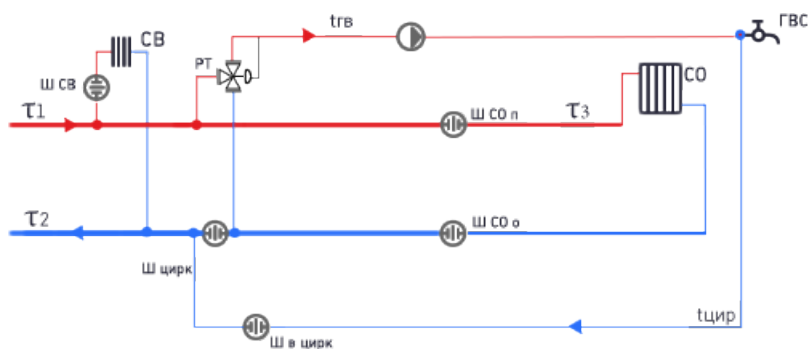 tгв
ГВС
СВ
РТ
Ш СВ
СО
τ1
Ш СО п
τ3
τ2
Ш СО о
Ш цирк
tцир
Ш в цирк